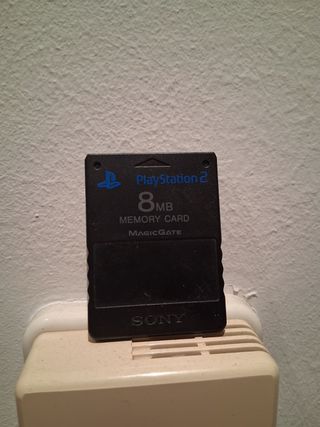 PlayStation 2
8MB
MEMORY CARD
MAGICGATE
SONY